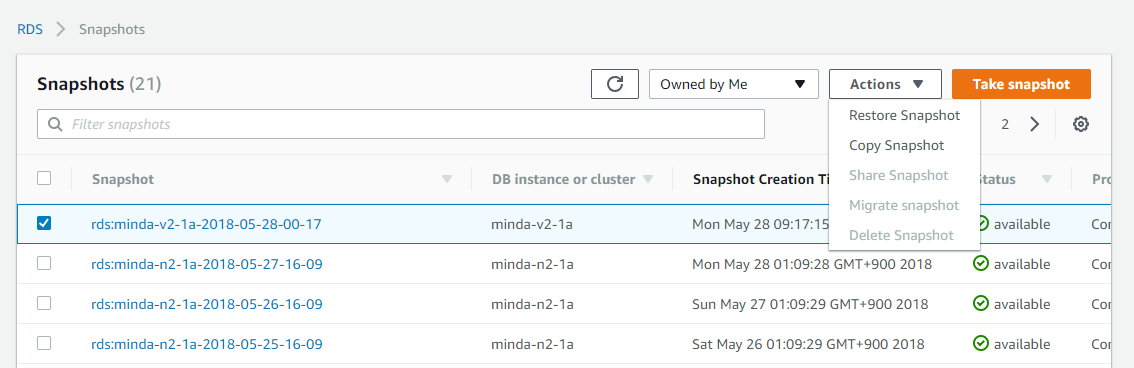 RDS > Snapshots
Snapshots (21) Owned by Me Actions Take snapshot
Filter snapshots 2
Restore Snapshot
Copy Snapshot
Share Snapshot
Migrate snapshot
Delete Snapshot
Snapshot DB instance or cluster Snapshot Creation Ti Status Pro
rds:minda-v2-1a-2018-05-28-00-17 minda-v2-1a Mon May 28 09:17:15 available Cor
rds:minda-n2-1a-2018-05-27-16-09 minda-n2-1a Mon May 28 01:09:28 GMT+900 2018 available Cor
rds:minda-n2-1a-2018-05-26-16-09 minda-n2-1a Sun May 27 01:09:29 GMT+900 2018 available Cor
rds:minda-n2-1a-2018-05-25-16-09 minda-n2-1a Sat May 26 01:09:29 GMT+900 2018 available Cor